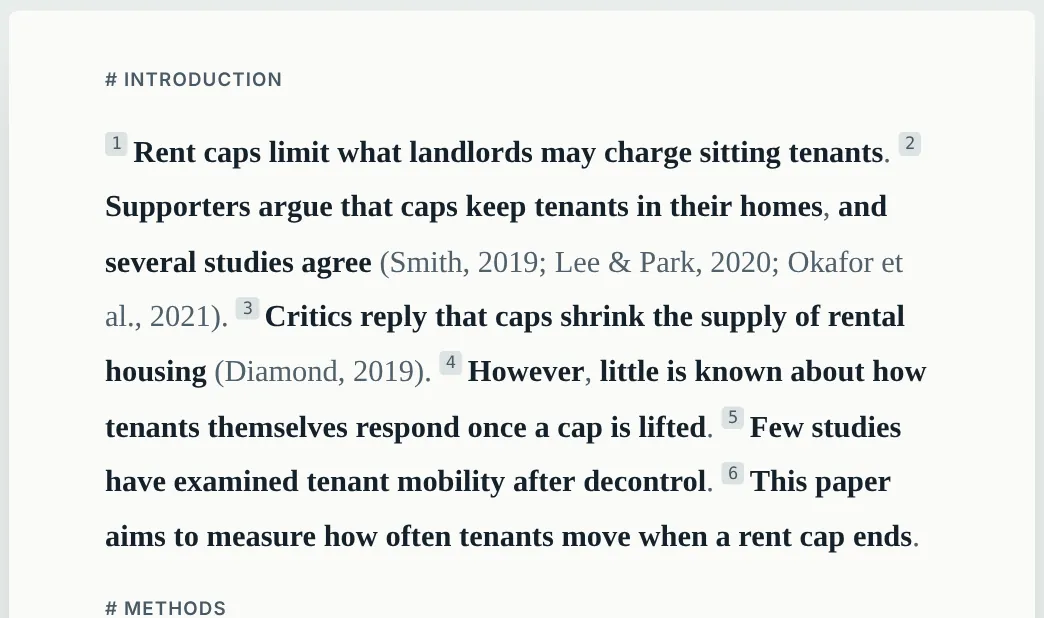 # INTRODUCTION
1 Rent caps limit what landlords may charge sitting tenants. 2
Supporters argue that caps keep tenants in their homes, and
several studies agree (Smith, 2019; Lee & Park, 2020; Okafor et
al., 2021). 3 Critics reply that caps shrink the supply of rental
housing (Diamond, 2019). 4 However, little is known about how
tenants themselves respond once a cap is lifted. 5 Few studies
have examined tenant mobility after decontrol. 6 This paper
aims to measure how often tenants move when a rent cap ends.
# METHODS